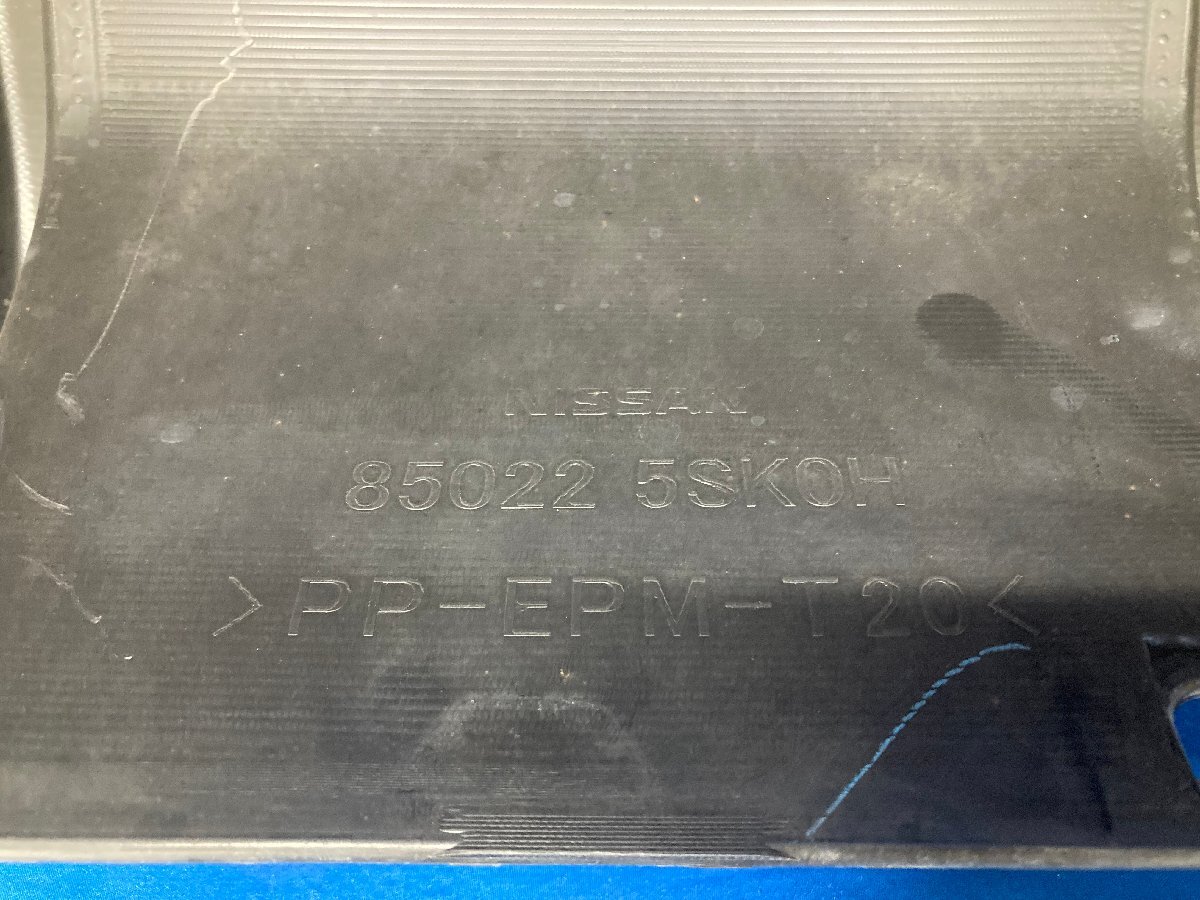 NISSAN
85022 5SK0H
>PP-EPM-T20<